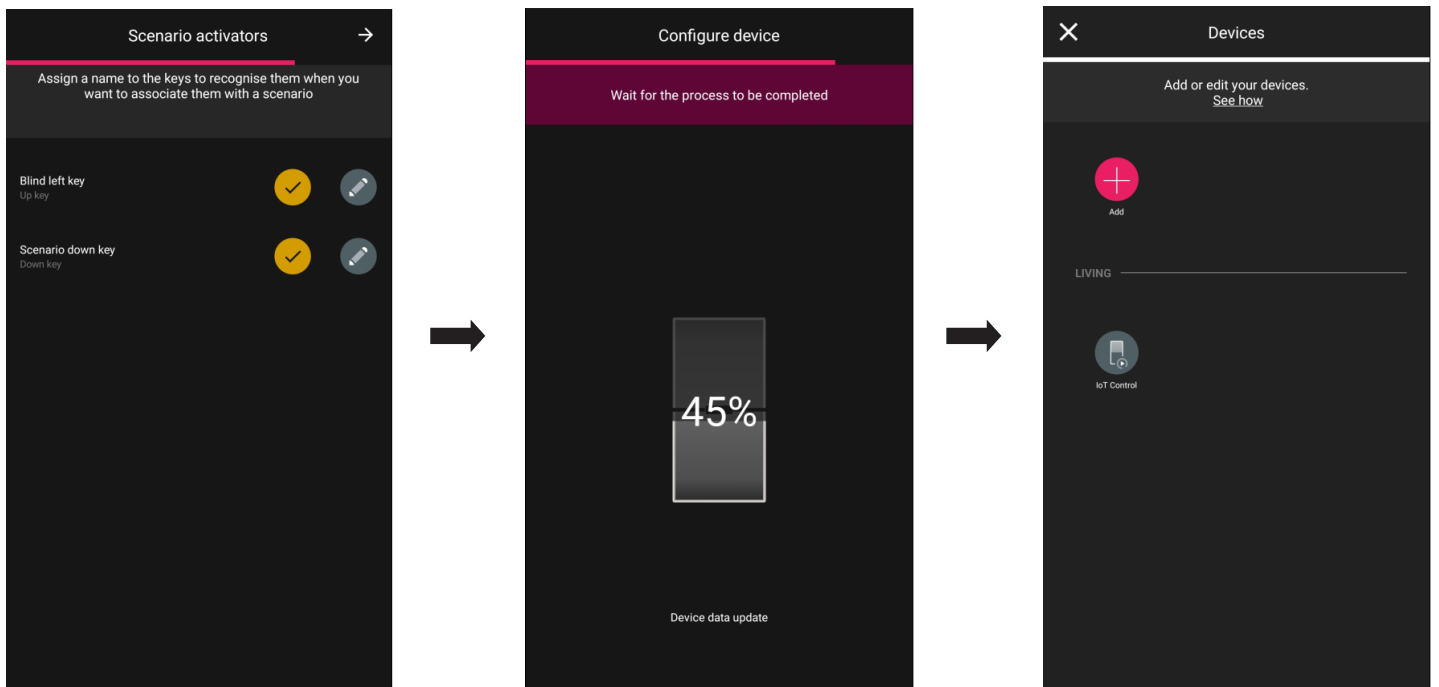 Scenario activators
Assign a name to the keys to recognise them when you
want to associate them with a scenario
Blind left key
Up key
Scenario down key
Down key
Configure device
Wait for the process to be completed
45%
Device data update
Devices
Add or edit your devices.
See how
Add
LIVING
IoT Control